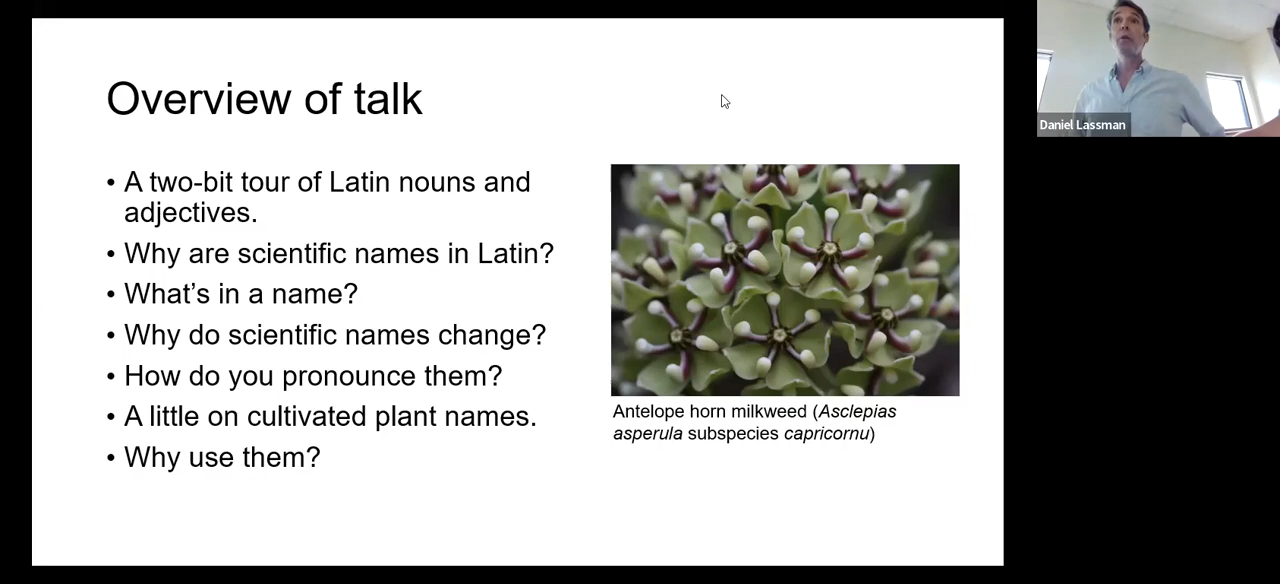 Overview of talk
• A two-bit tour of Latin nouns and
adjectives.
• Why are scientific names in Latin?
• What’s in a name?
• Why do scientific names change?
• How do you pronounce them?
• A little on cultivated plant names.
• Why use them?
Antelope horn milkweed (Asclepias
asperula subspecies capricornu)
Daniel Lassman